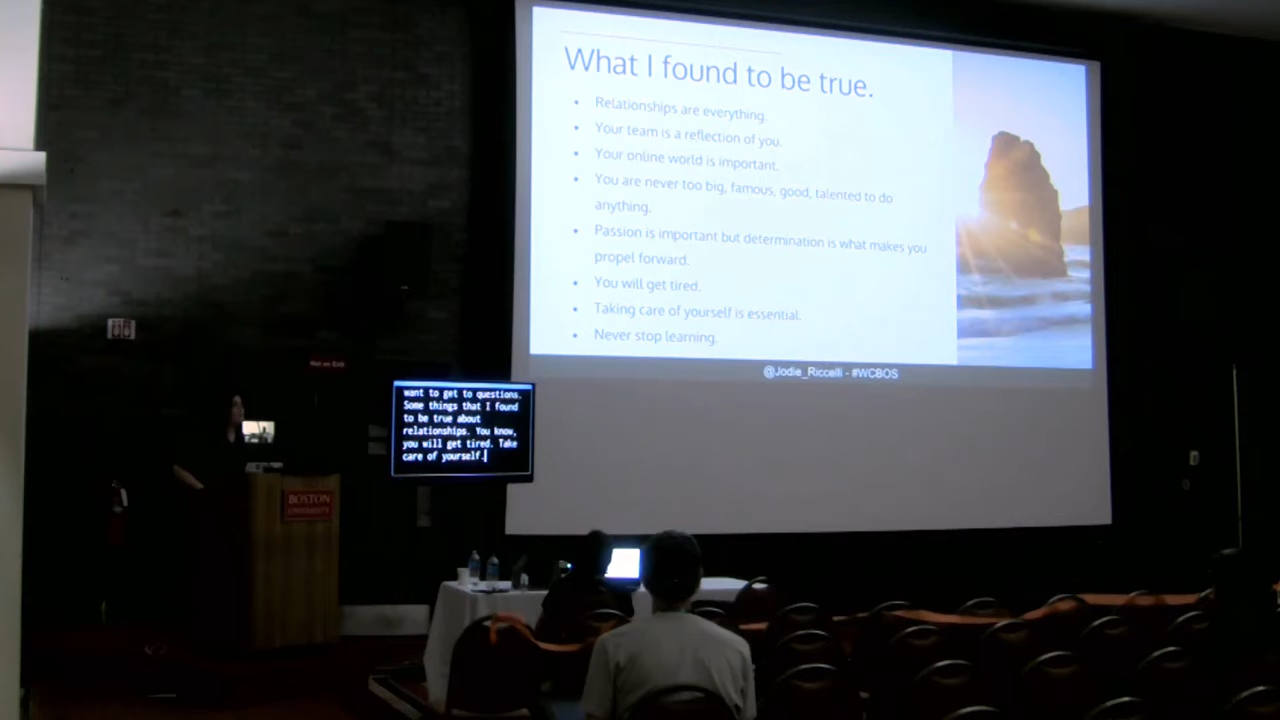 What I found to be true.
Relationships are everything.
Your team is a reflection of you.
Your online world is important.
You are never too big, famous, good, talented to do
anything.
Passion is important but determination is what makes you
propel forward.
You will get tired.
Taking care of yourself is essential.
Never stop learning.
@Jodie_Riccelli - #WCBOS
Not an Exit
want to get to questions.
Some things that I found
to be true about
relationships. You know,
you will get tired. Take
care of yourself.
BOSTON
UNIVERSITY